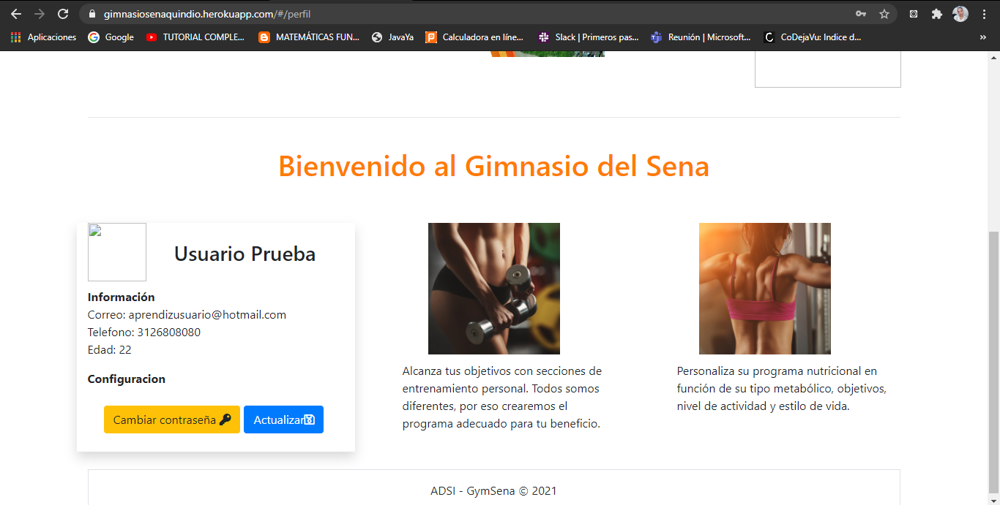 gimnasiosenaquindio.herokuapp.com/#/perfil
Aplicaciones
Google
TUTORIAL COMPLE...
MATEMÁTICAS FUN...
JavaYa
Calculadora en líne...
Slack | Primeros pas...
Reunión | Microsoft...
CoDejaVu: Indice d...
»
Bienvenido al Gimnasio del Sena
Usuario Prueba
Información
Correo: aprendizusuario@hotmail.com
Telefono: 3126808080
Edad: 22
Configuracion
Cambiar contraseña
Actualizar
Alcanza tus objetivos con secciones de
entrenamiento personal. Todos somos
diferentes, por eso crearemos el
programa adecuado para tu beneficio.
Personaliza su programa nutricional en
función de su tipo metabólico, objetivos,
nivel de actividad y estilo de vida.
ADSI - GymSena © 2021